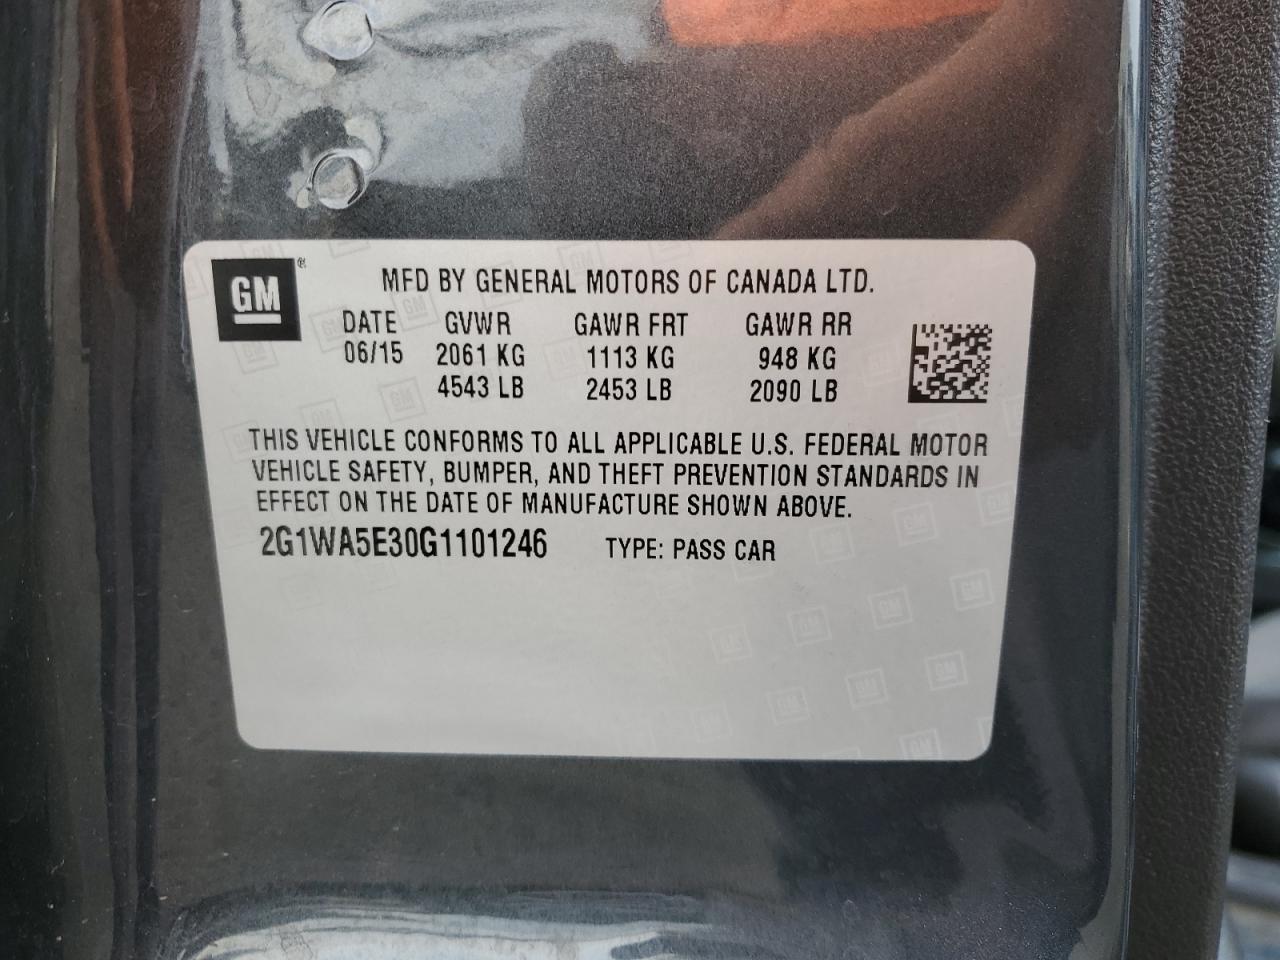 GM ®
MFD BY GENERAL MOTORS OF CANADA LTD.
DATE GVWR GAWR FRT GAWR RR
06/15 2061 KG 1113 KG 948 KG
4543 LB 2453 LB 2090 LB
THIS VEHICLE CONFORMS TO ALL APPLICABLE U.S. FEDERAL MOTOR
VEHICLE SAFETY, BUMPER, AND THEFT PREVENTION STANDARDS IN
EFFECT ON THE DATE OF MANUFACTURE SHOWN ABOVE.
2G1WA5E30G1101246 TYPE: PASS CAR